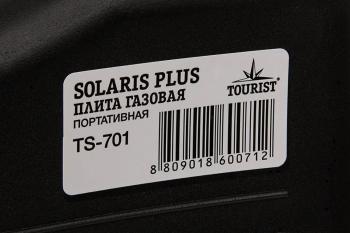 SOLARIS PLUS
ПЛИТА ГАЗОВАЯ
ПОРТАТИВНАЯ
TS-701
TOURIST
8 809018 600712